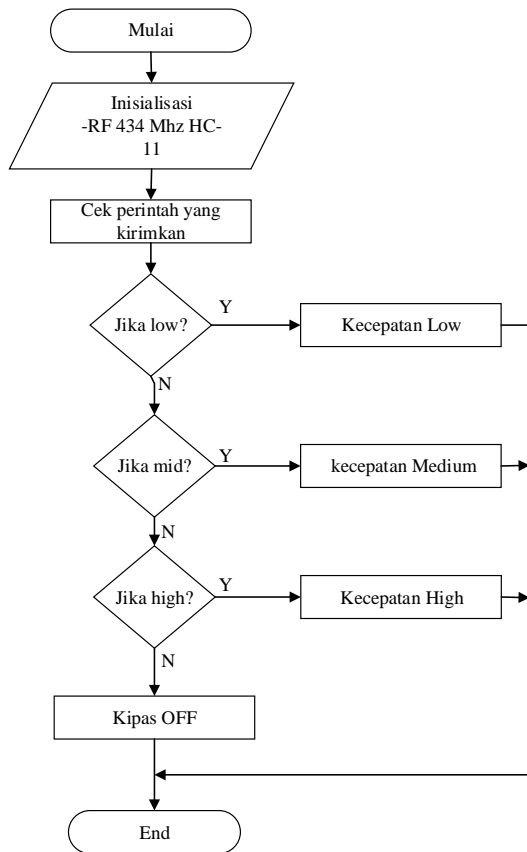 Mulai
Inisialisasi
-RF 434 Mhz HC-
11
Cek perintah yang
kirimkan
Jika low?
Y
Kecepatan Low
N
Jika mid?
Y
kecepatan Medium
N
Jika high?
Y
Kecepatan High
N
Kipas OFF
End